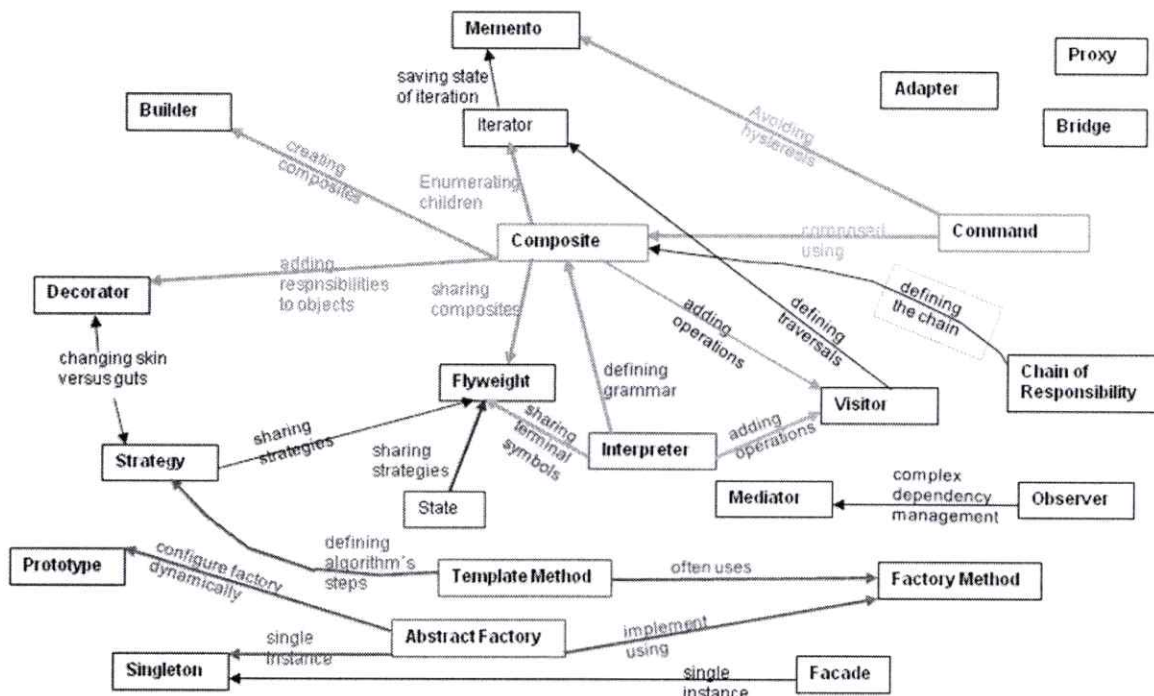 Memento
Proxy
Adapter
saving state
of iteration
Builder
Iterator
Avoiding
hysteresis
Bridge
creating
composites
Enumerating
children
Composite
composed
using
Command
Decorator
adding
respnsibilities
to objects
sharing
composites
adding
operations
defining
traversals
defining
the chain
changing skin
versus guts
Flyweight
defining
grammar
Visitor
Chain of
Responsibility
sharing
strategies
Strategy
sharing
strategies
sharing
terminal
symbols
Interpreter
adding
operations
State
Mediator
complex
dependency
management
Observer
Prototype
configure factory
dynamically
defining
algorithm´s
steps
Template Method
often uses
Factory Method
Abstract Factory
implement
using
single
instance
Singleton
single
instance
Facade